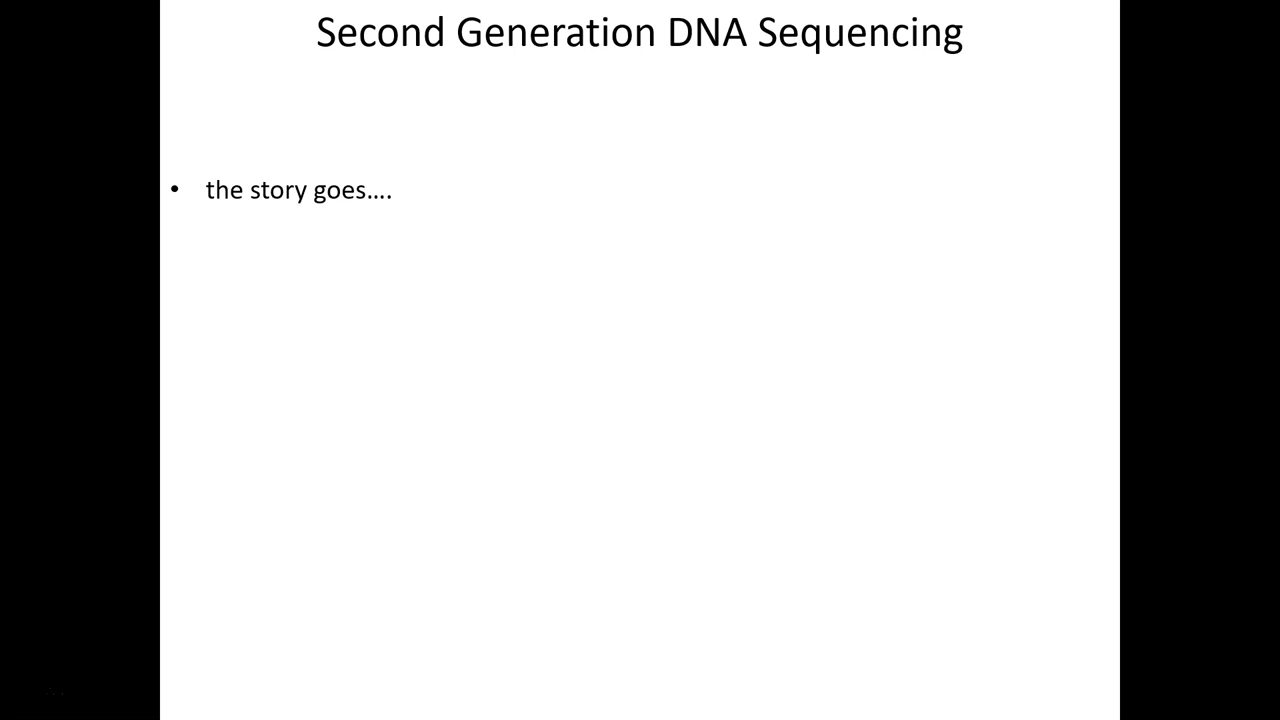 Second Generation DNA Sequencing
• the story goes....